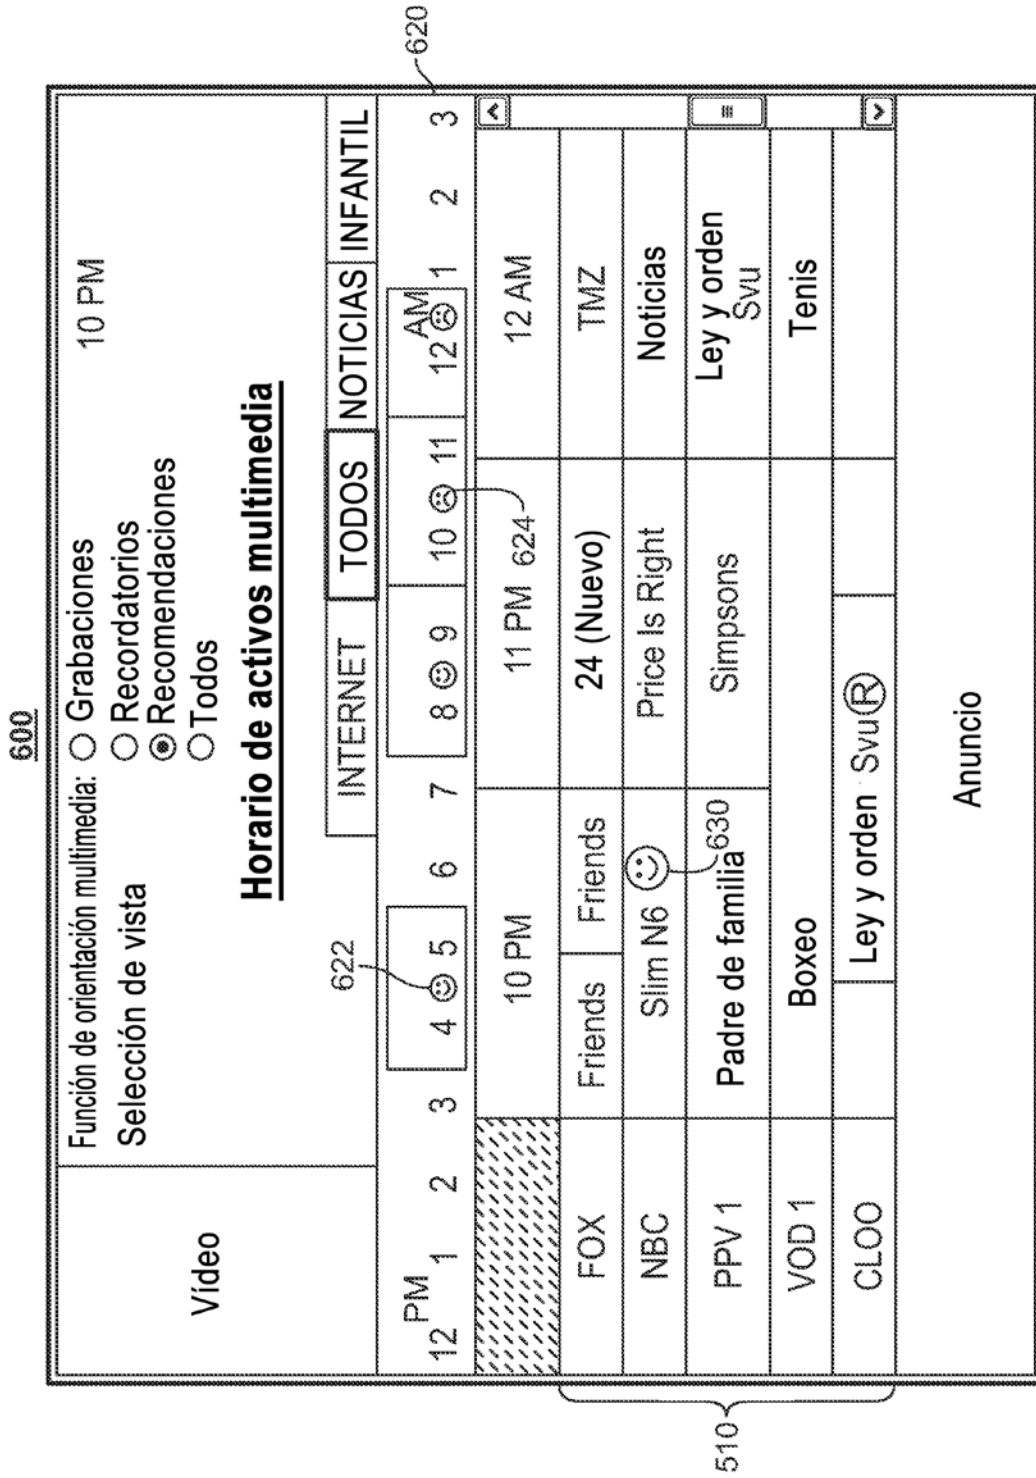 600
Vídeo
Función de orientación multimedia: Grabaciones
10 PM
Selección de vista
Recordatorios
Recomendaciones
Todos
Horario de activos multimedia
INTERNET TODOS NOTICIAS INFANTIL
622
620
PM AM
12 1 2 3 4 5 6 7 8 9 10 11 12 1 2 3
10 PM 11 PM 12 AM
624
FOX Friends Friends 24 (Nuevo) TMZ
NBC Slim N6 Price Is Right Noticias
630
PPV 1 Padre de familia Simpsons Ley y orden
Svu
VOD 1 Boxeo Tenis
CLOO Ley y orden Svu R
510
Anuncio